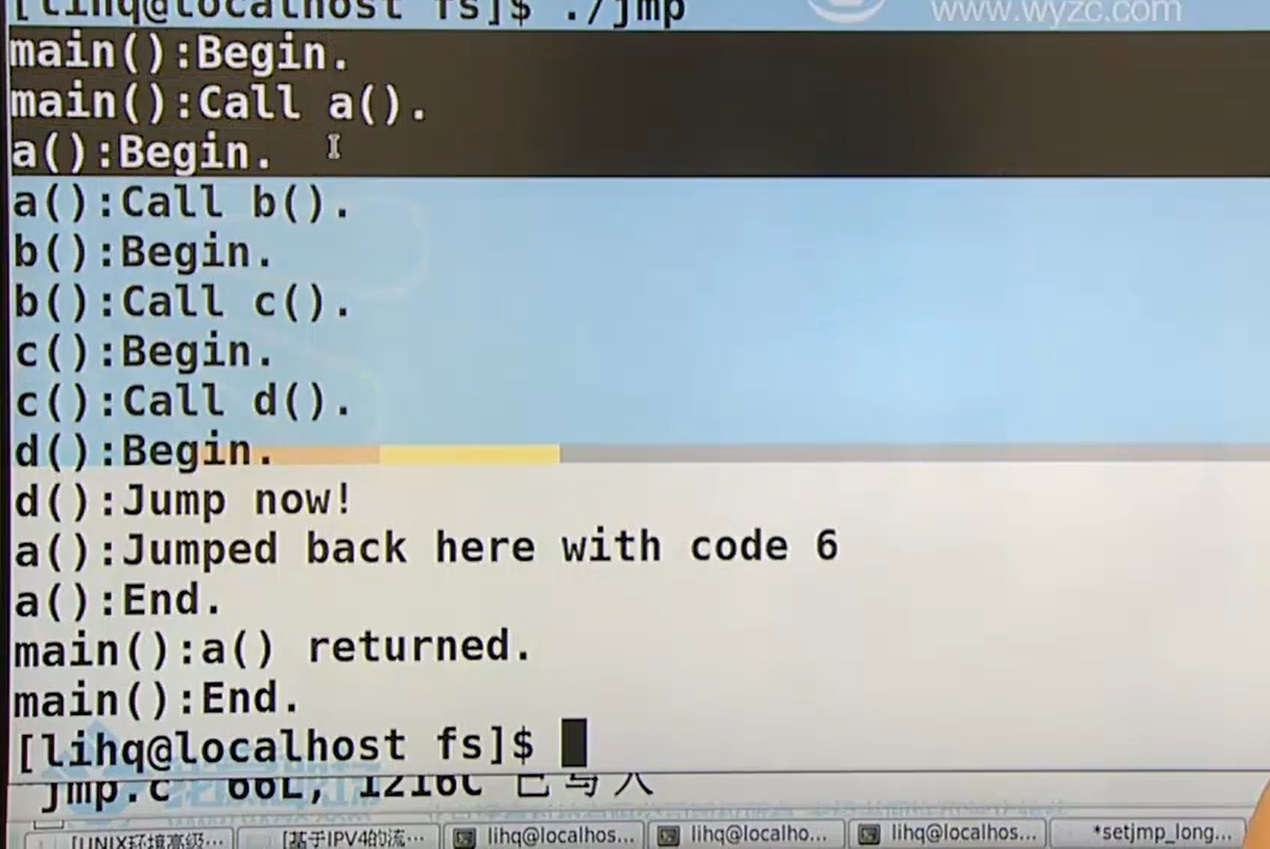 [lihq@localhost fs]$ ./jmp
www.wyzc.com
main():Begin.
main():Call a().
a():Begin.
a():Call b().
b():Begin.
b():Call c().
c():Begin.
c():Call d().
d():Begin.
d():Jump now!
a():Jumped back here with code 6
a():End.
main():a() returned.
main():End.
[lihq@localhost fs]$
jmp.c 66L, 1216C 已写入
[UNIX环境高级...
[基于IPV4的流...
lihq@localhos...
lihq@localho...
lihq@localhos...
*setjmp_long...